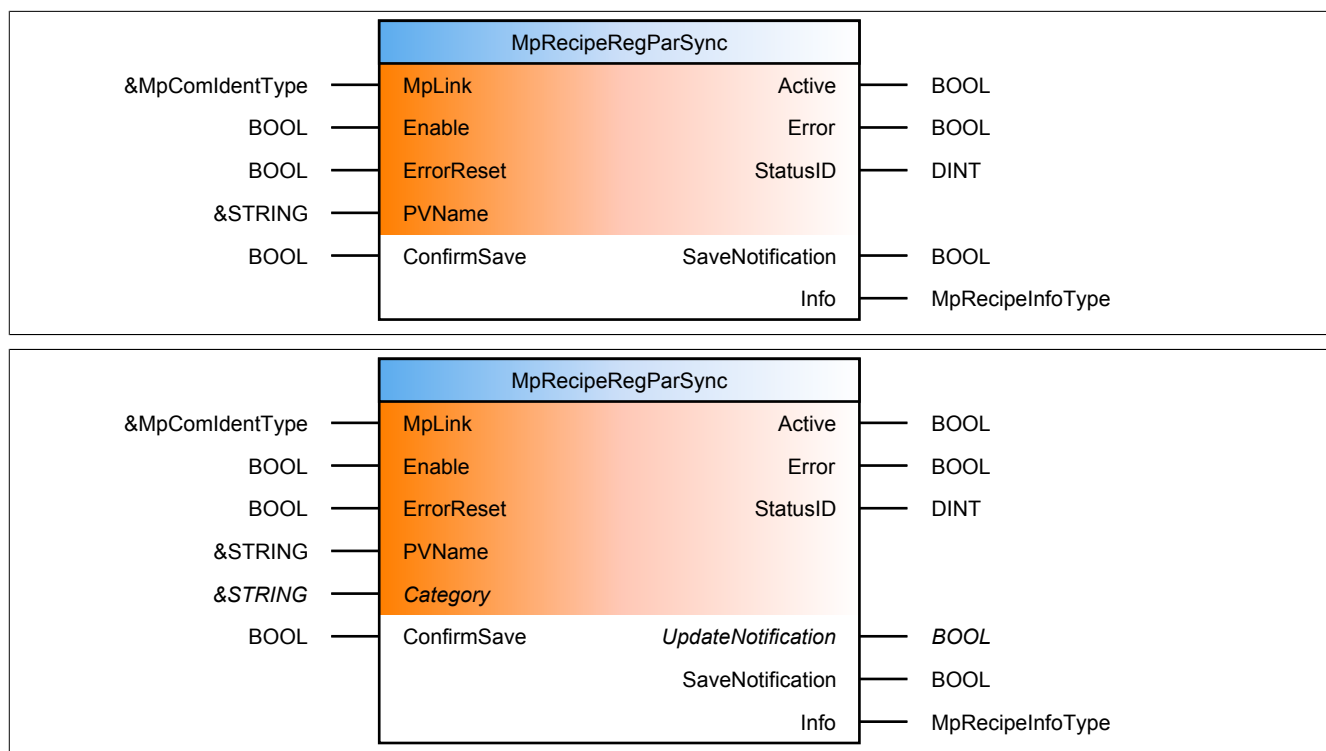 MpRecipeRegParSync
&MpComIdentType MpLink Active BOOL
BOOL Enable Error BOOL
BOOL ErrorReset StatusID DINT
&STRING PVName
BOOL ConfirmSave SaveNotification BOOL
Info MpRecipeInfoType
MpRecipeRegParSync
&MpComIdentType MpLink Active BOOL
BOOL Enable Error BOOL
BOOL ErrorReset StatusID DINT
&STRING PVName
&STRING Category
BOOL ConfirmSave UpdateNotification BOOL
SaveNotification BOOL
Info MpRecipeInfoType